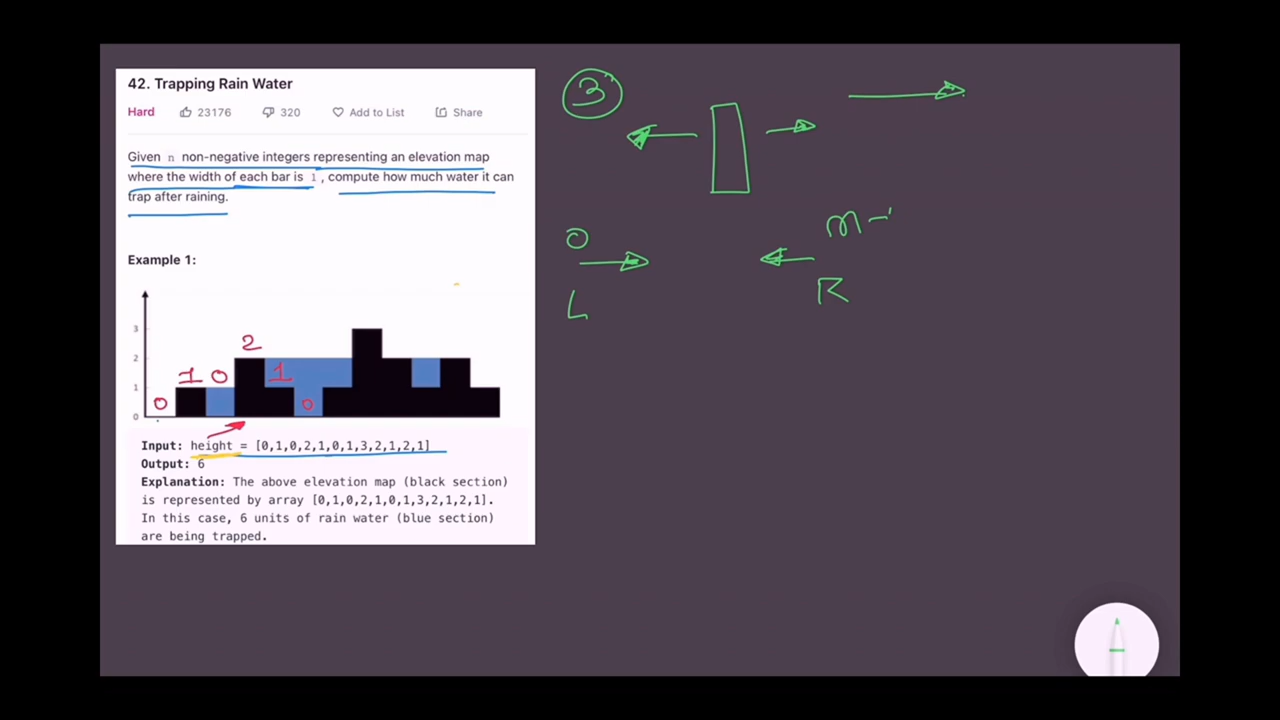 42. Trapping Rain Water
Hard 23176 320 Add to List Share
Given n non-negative integers representing an elevation map
where the width of each bar is 1, compute how much water it can
trap after raining.
Example 1:
3
2
1
0
2
1 0 1
0 0
Input: height = [0,1,0,2,1,0,1,3,2,1,2,1]
Output: 6
Explanation: The above elevation map (black section)
is represented by array [0,1,0,2,1,0,1,3,2,1,2,1].
In this case, 6 units of rain water (blue section)
are being trapped.
3
0
L
R